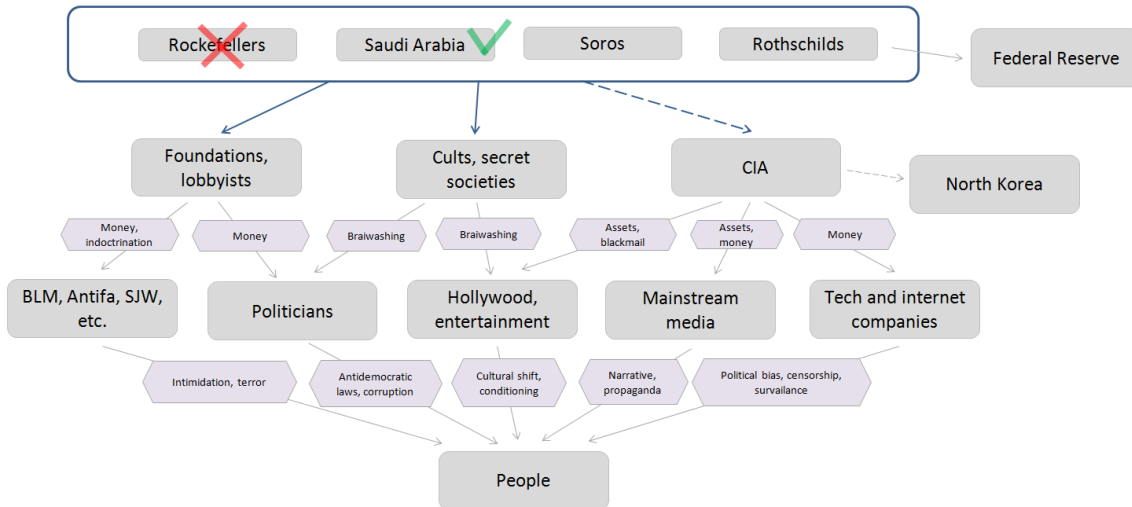 Rockefellers
Saudi Arabia
Soros
Rothschilds
Federal Reserve
Foundations,
lobbyists
Cults, secret
societies
CIA
North Korea
Money,
indoctrination
Money
Braiwashing
Braiwashing
Assets,
blackmail
Assets,
money
Money
BLM, Antifa, SJW,
etc.
Politicians
Hollywood,
entertainment
Mainstream
media
Tech and internet
companies
Intimidation, terror
Antidemocratic
laws, corruption
Cultural shift,
conditioning
Narrative,
propaganda
Political bias, censorship,
survailance
People